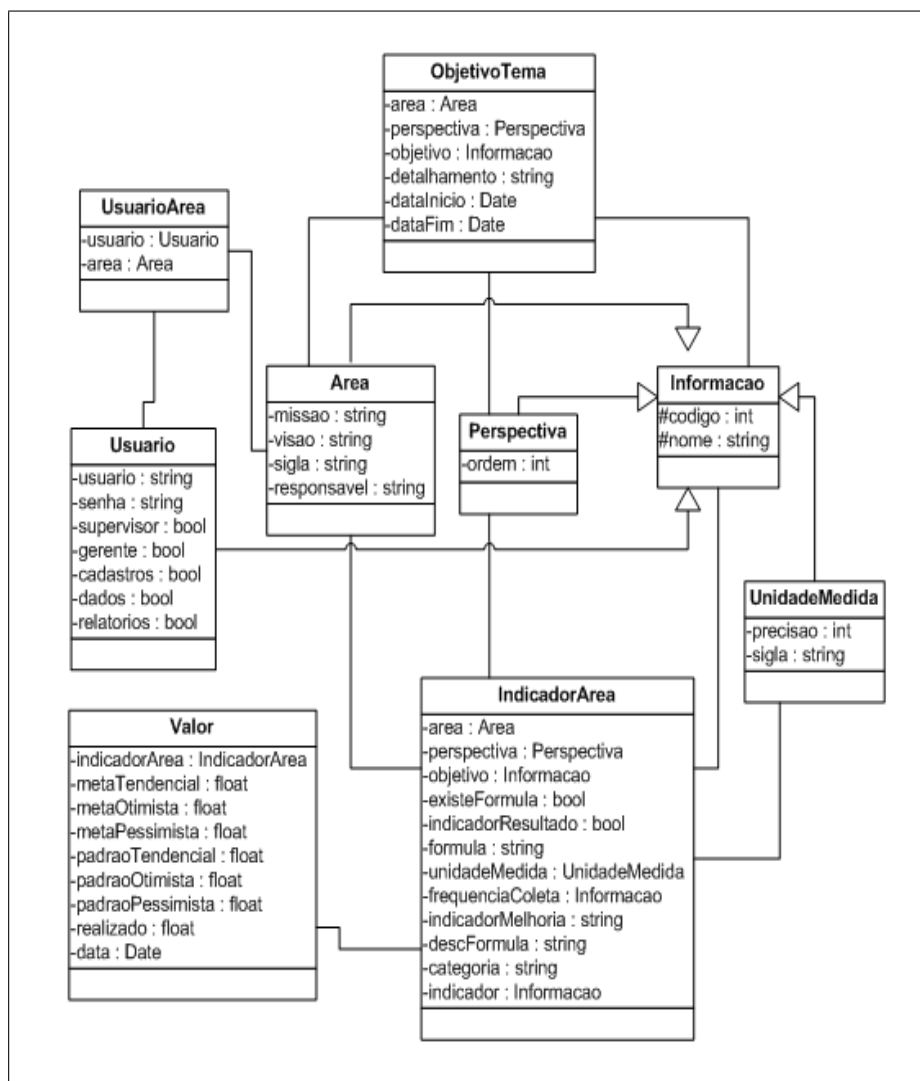 ObjetivoTema
-area : Area
-perspectiva : Perspectiva
-objetivo : Informacao
-detalhamento : string
-dataInicio : Date
-dataFim : Date
UsuarioArea
-usuario : Usuario
-area : Area
Area
-missao : string
-visao : string
-sigla : string
-responsavel : string
Informacao
#codigo : int
#nome : string
Perspectiva
-ordem : int
Usuario
-usuario : string
-senha : string
-supervisor : bool
-gerente : bool
-cadastros : bool
-dados : bool
-relatorios : bool
UnidadeMedida
-precisao : int
-sigla : string
IndicadorArea
-area : Area
-perspectiva : Perspectiva
-objetivo : Informacao
-existeFormula : bool
-indicadorResultado : bool
-formula : string
-unidadeMedida : UnidadeMedida
-frequenciaColeta : Informacao
-indicadorMelhoria : string
-descFormula : string
-categoria : string
-indicador : Informacao
Valor
-indicadorArea : IndicadorArea
-metaTendencial : float
-metaOtimista : float
-metaPessimista : float
-padraoTendencial : float
-padraoOtimista : float
-padraoPessimista : float
-realizado : float
-data : Date